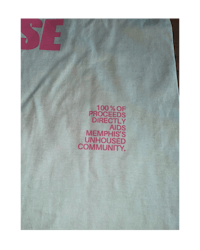 SE
100% OF
PROCEEDS
DIRECTLY
AIDS
MEMPHIS'S
UNHOUSED
COMMUNITY.